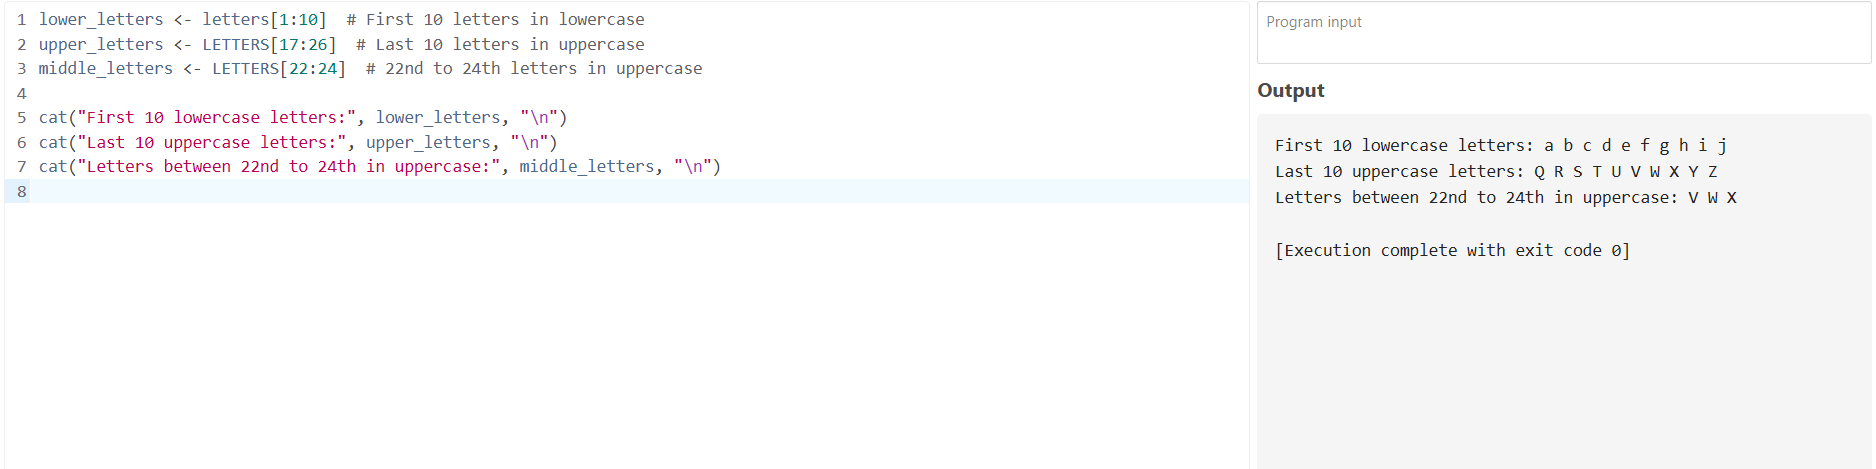 1 lower_letters <- letters[1:10]  # First 10 letters in lowercase
2 upper_letters <- LETTERS[17:26]  # Last 10 letters in uppercase
3 middle_letters <- LETTERS[22:24]  # 22nd to 24th letters in uppercase
4
5 cat("First 10 lowercase letters:", lower_letters, "\n")
6 cat("Last 10 uppercase letters:", upper_letters, "\n")
7 cat("Letters between 22nd to 24th in uppercase:", middle_letters, "\n")
8
Program input
Output
First 10 lowercase letters: a b c d e f g h i j
Last 10 uppercase letters: Q R S T U V W X Y Z
Letters between 22nd to 24th in uppercase: V W X
[Execution complete with exit code 0]